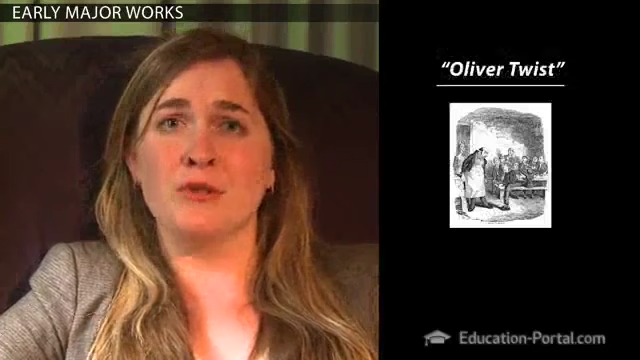 EARLY MAJOR WORKS
“Oliver Twist”
Education-Portal.com